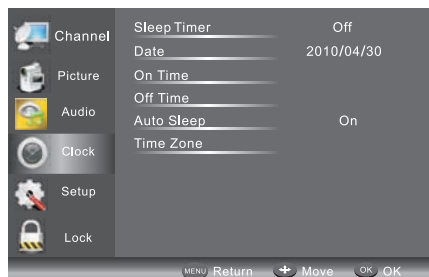 Channel
Picture
Audio
Clock
Setup
Lock
Sleep Timer Off
Date 2010/04/30
On Time
Off Time
Auto Sleep On
Time Zone
MENU Return Move OK OK